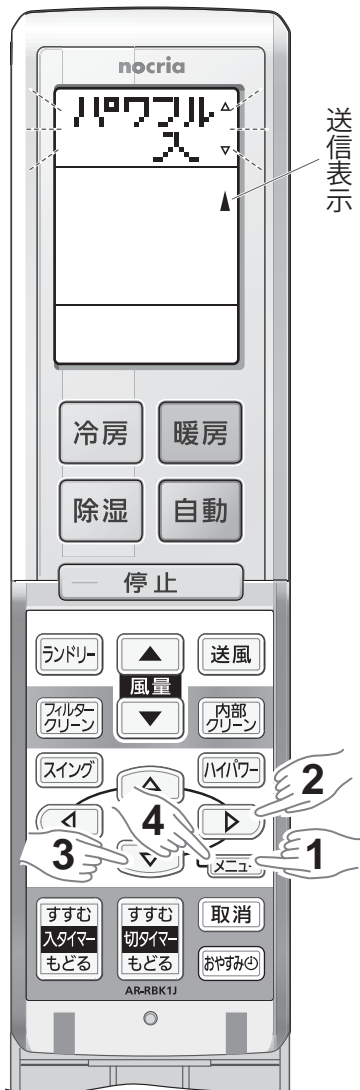 nocria
パワフル
入
送信表示
冷房 暖房
除湿 自動
停止
ランドリー ▲ 送風
風量
フィルター
クリーン ▼ 内部
クリーン
スイング ハイパワー
2
4
3 メニュー 1
すすむ すすむ 取消
入タイマー 切タイマー
もどる もどる おやすみ
AR-RBK1J